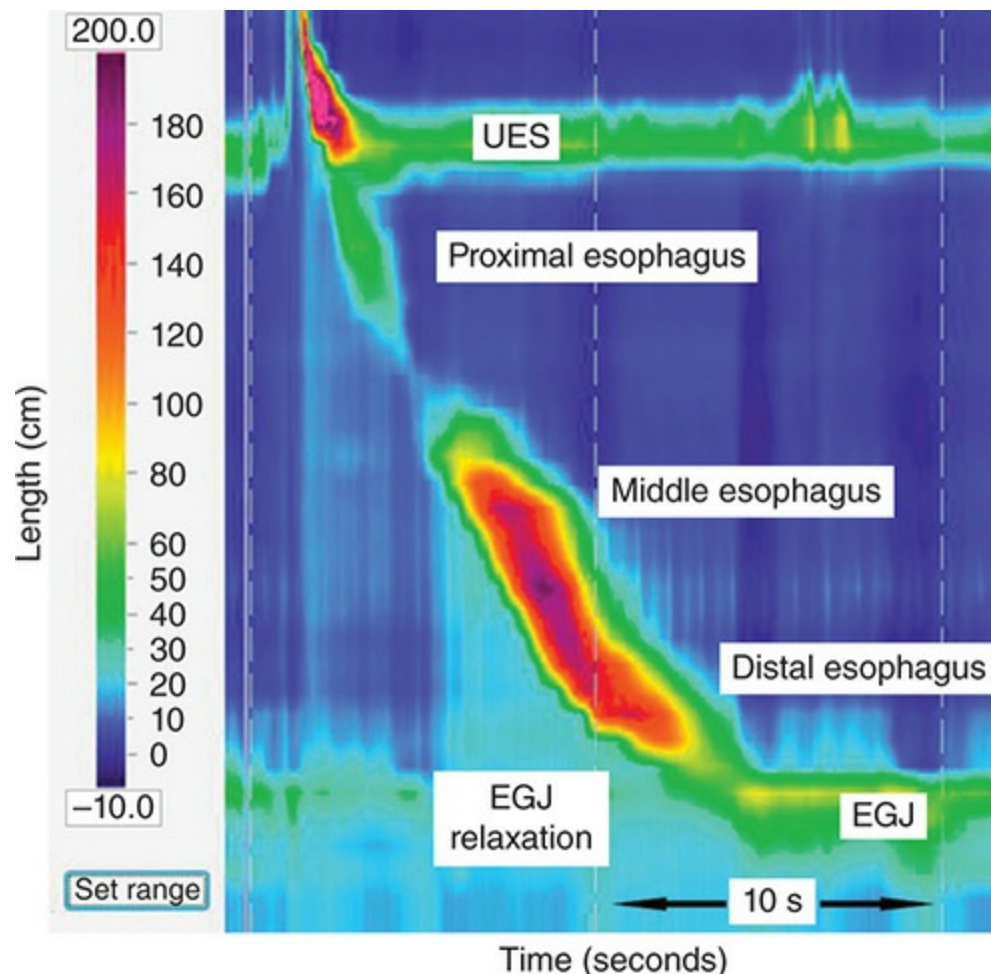 200.0
180
160
140
120
100
80
60
50
40
30
20
10
0
–10.0
Set range
Length (cm)
UES
Proximal esophagus
Middle esophagus
Distal esophagus
EGJ
relaxation
EGJ
10 s
Time (seconds)